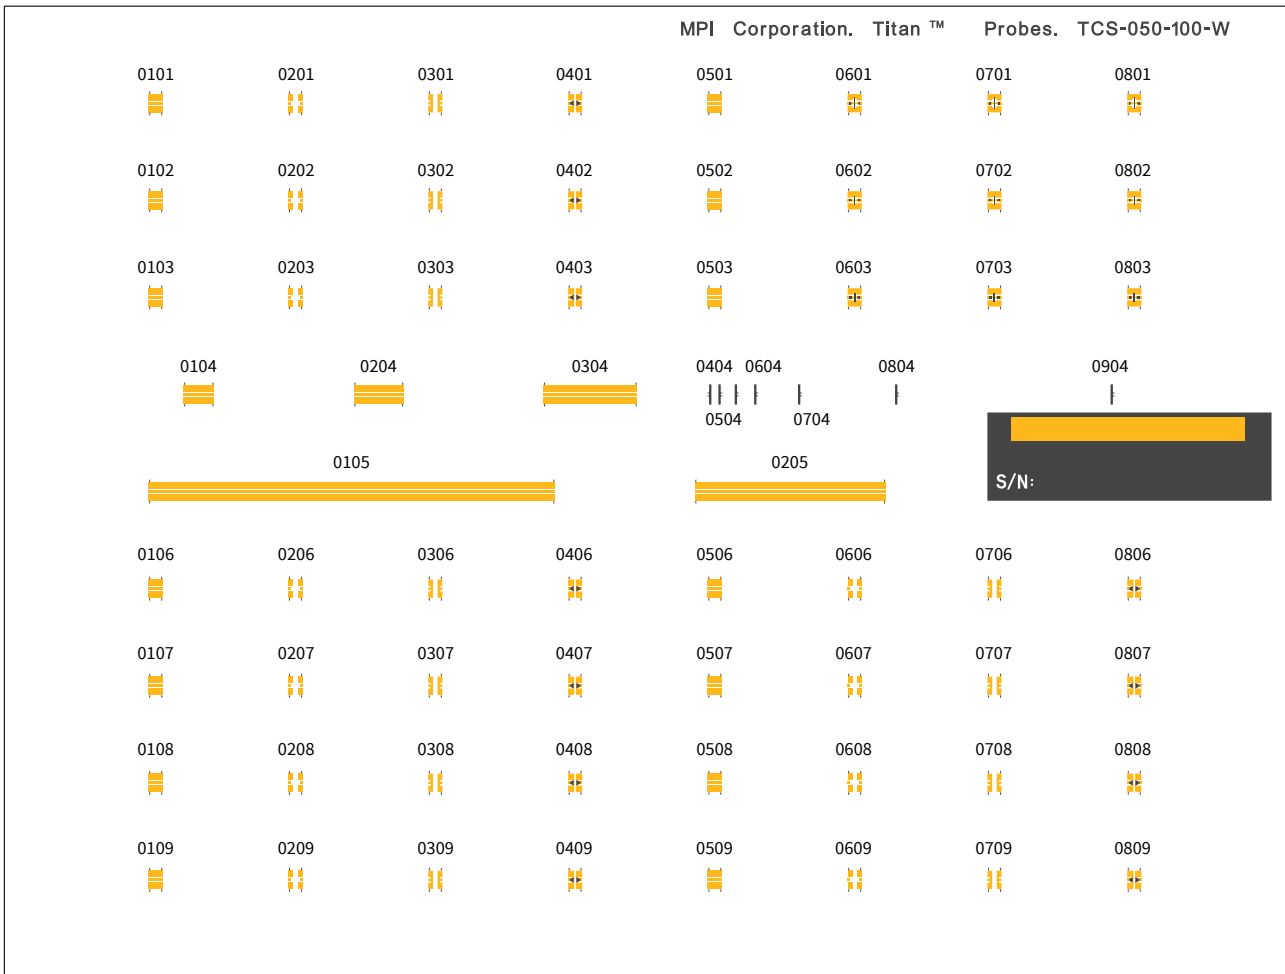 MPI Corporation. Titan ™ Probes. TCS-050-100-W
0101 0201 0301 0401 0501 0601 0701 0801
0102 0202 0302 0402 0502 0602 0702 0802
0103 0203 0303 0403 0503 0603 0703 0803
0104 0204 0304 0404 0604 0804 0904
0504 0704
0105 0205
S/N:
0106 0206 0306 0406 0506 0606 0706 0806
0107 0207 0307 0407 0507 0607 0707 0807
0108 0208 0308 0408 0508 0608 0708 0808
0109 0209 0309 0409 0509 0609 0709 0809